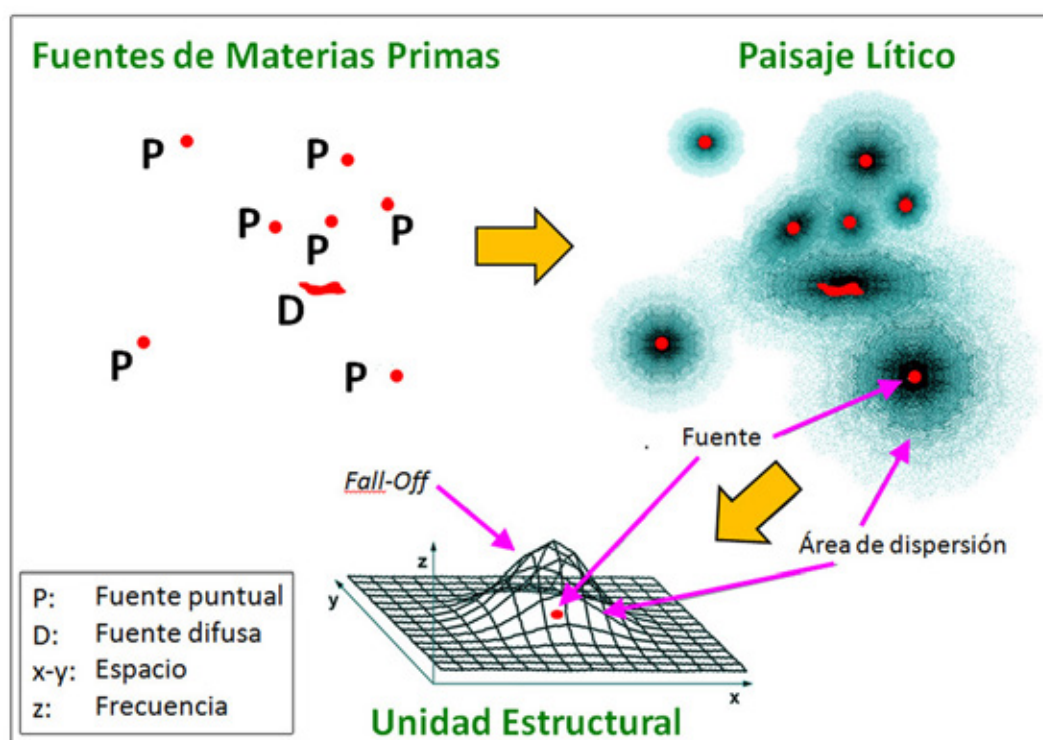 Fuentes de Materias Primas
Paisaje Lítico
P
P
P
P
P
D
P
P
Fuente
Fall-Off
Área de dispersión
z
y
x
P: Fuente puntual
D: Fuente difusa
x-y: Espacio
z: Frecuencia
Unidad Estructural